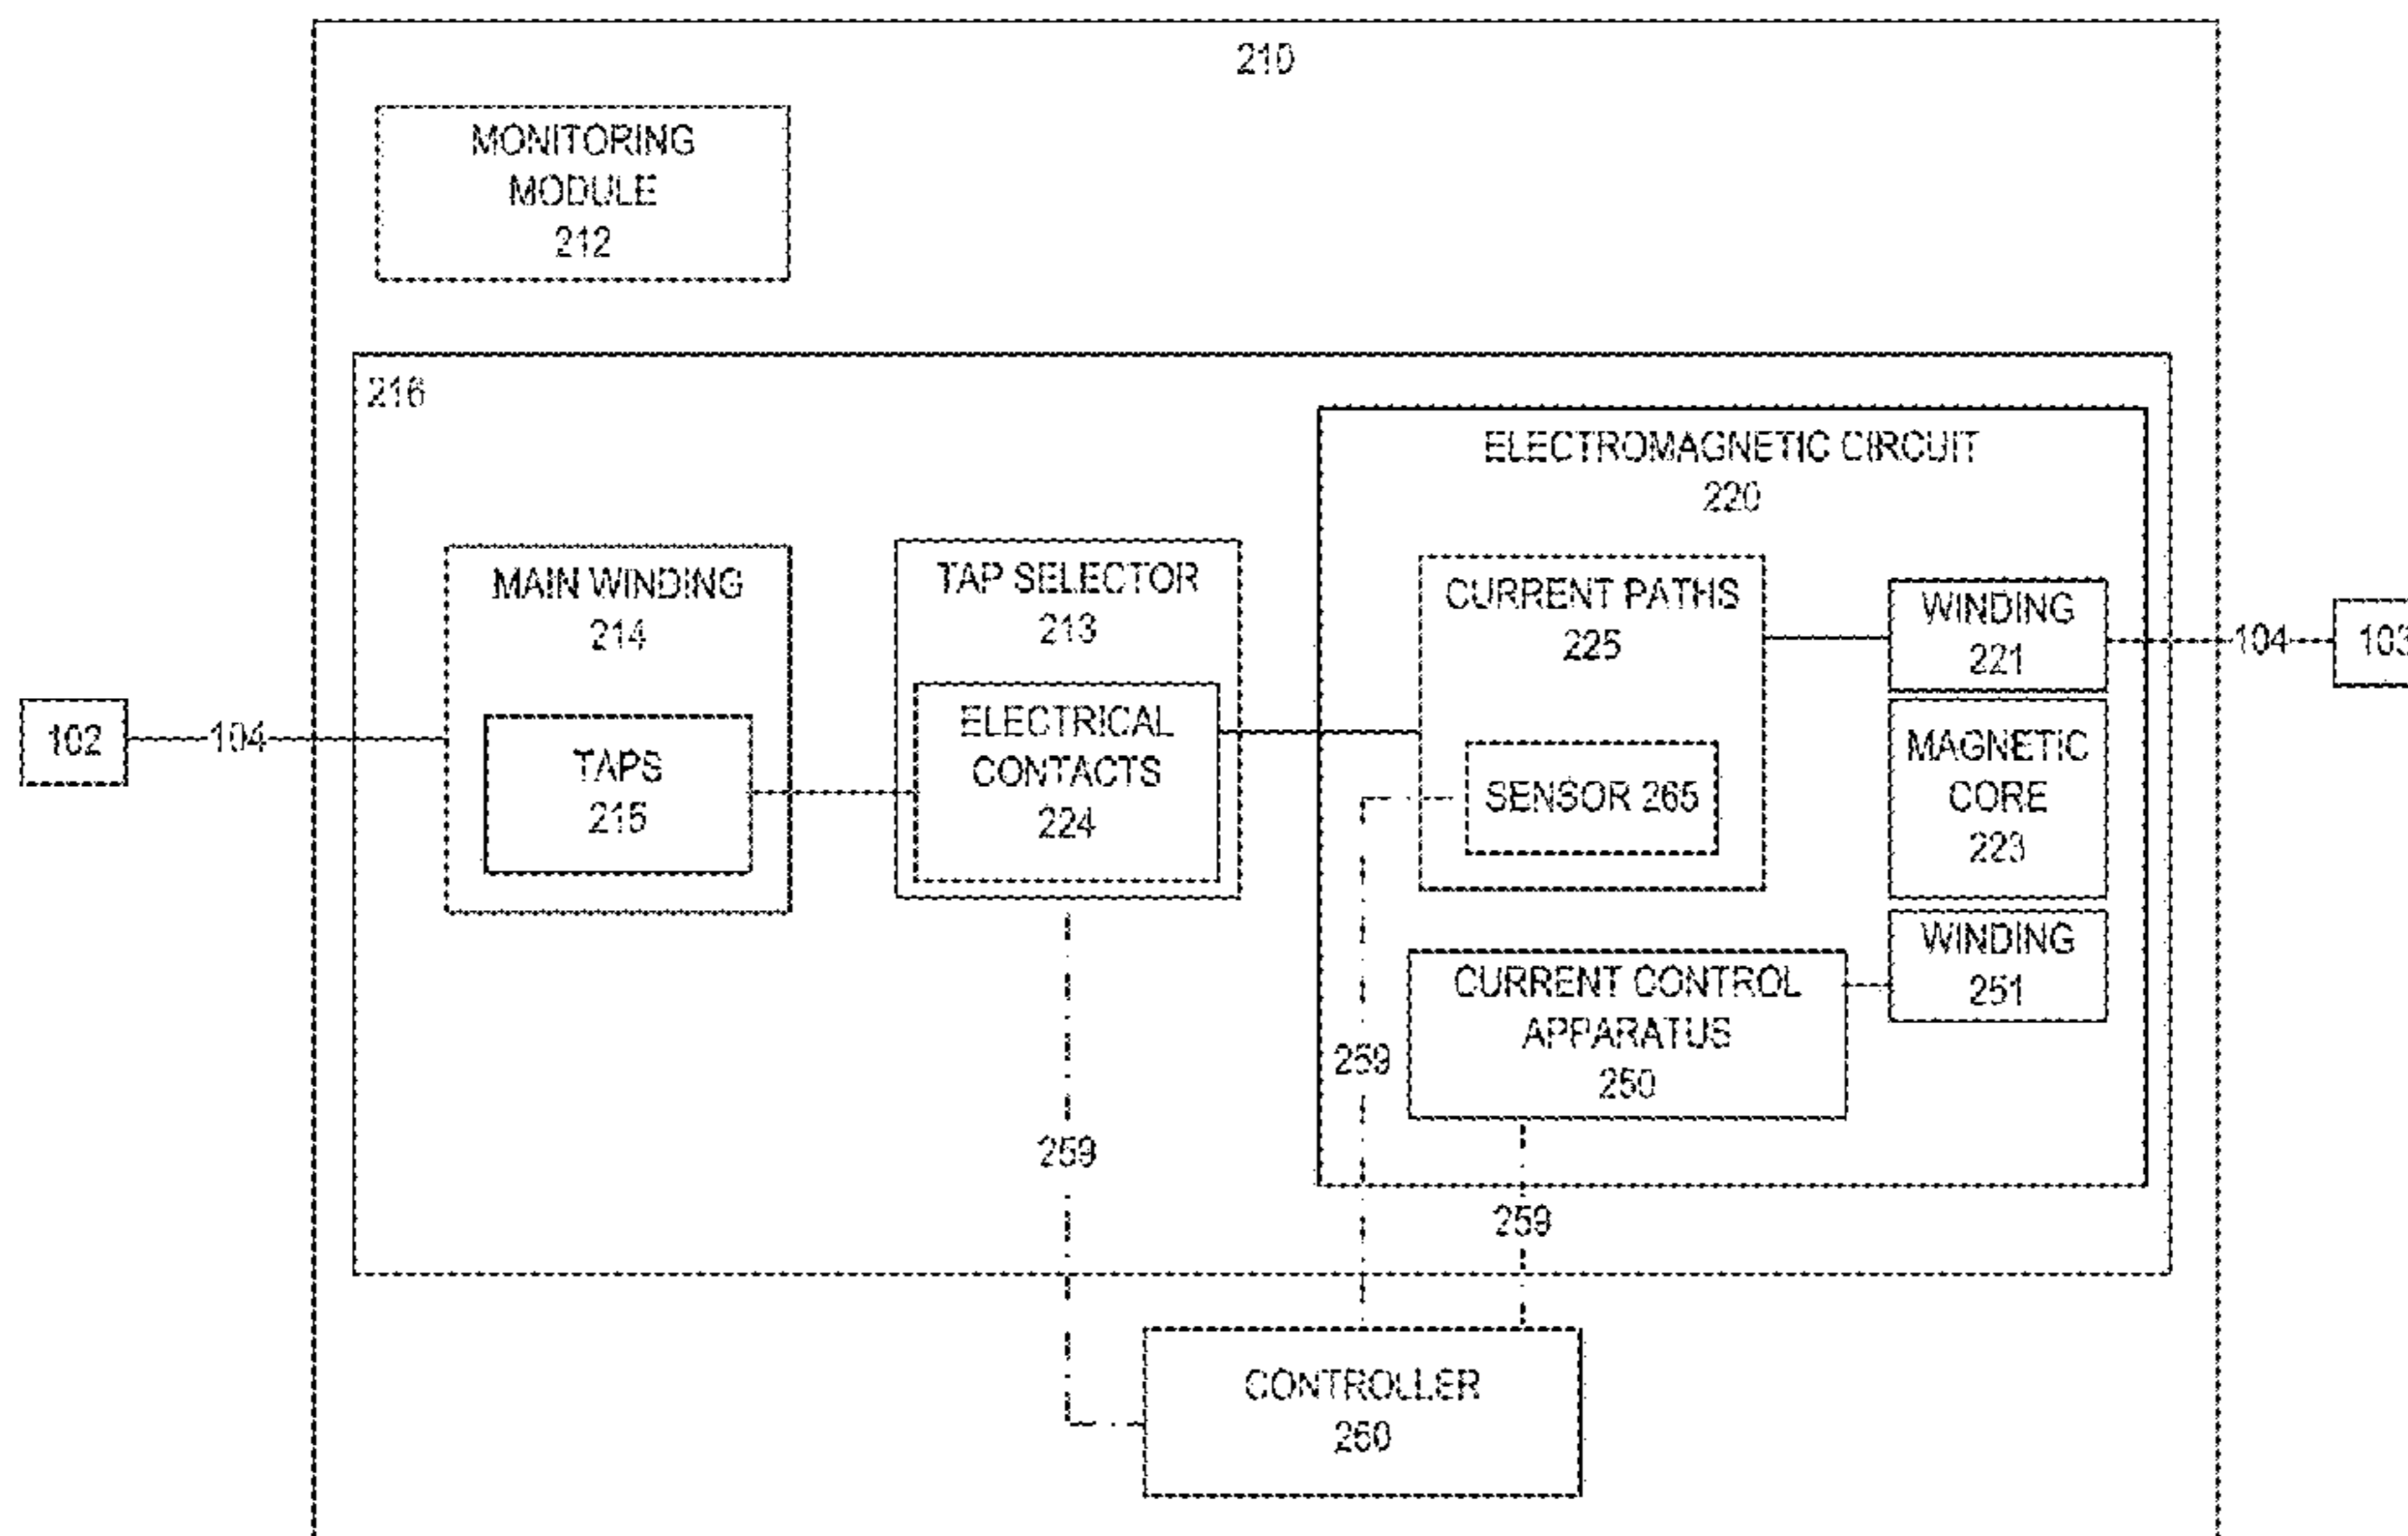 210
MONITORING
MODULE
212
216
ELECTROMAGNETIC CIRCUIT
220
MAIN WINDING
214
TAPS
215
TAP SELECTOR
213
ELECTRICAL
CONTACTS
224
CURRENT PATHS
225
SENSOR 265
WINDING
221
MAGNETIC
CORE
223
WINDING
251
CURRENT CONTROL
APPARATUS
250
102
104
104
103
259
259
259
CONTROLLER
260